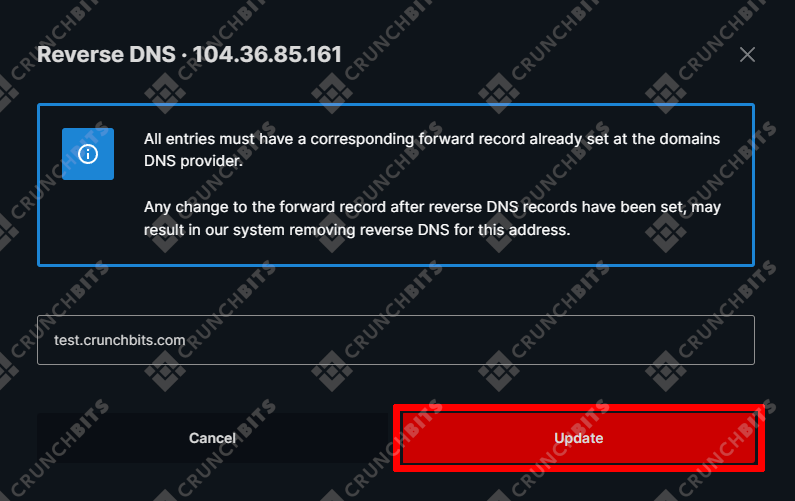 Reverse DNS · 104.36.85.161
All entries must have a corresponding forward record already set at the domains
DNS provider.
Any change to the forward record after reverse DNS records have been set, may
result in our system removing reverse DNS for this address.
test.crunchbits.com
Cancel
Update
CRUNCHBITS